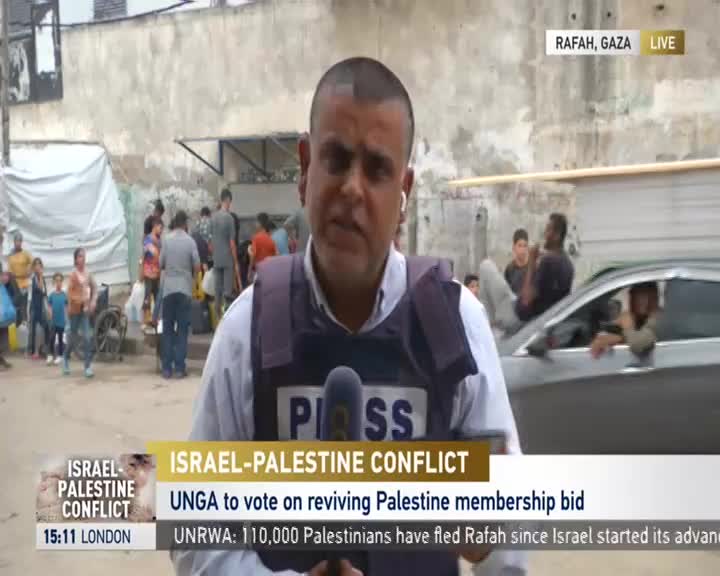 RAFAH, GAZA LIVE
PRESS
ISRAEL-PALESTINE CONFLICT
ISRAEL-
PALESTINE
CONFLICT
UNGA to vote on reviving Palestine membership bid
15:11 LONDON
UNRWA: 110,000 Palestinians have fled Rafah since Israel started its advan